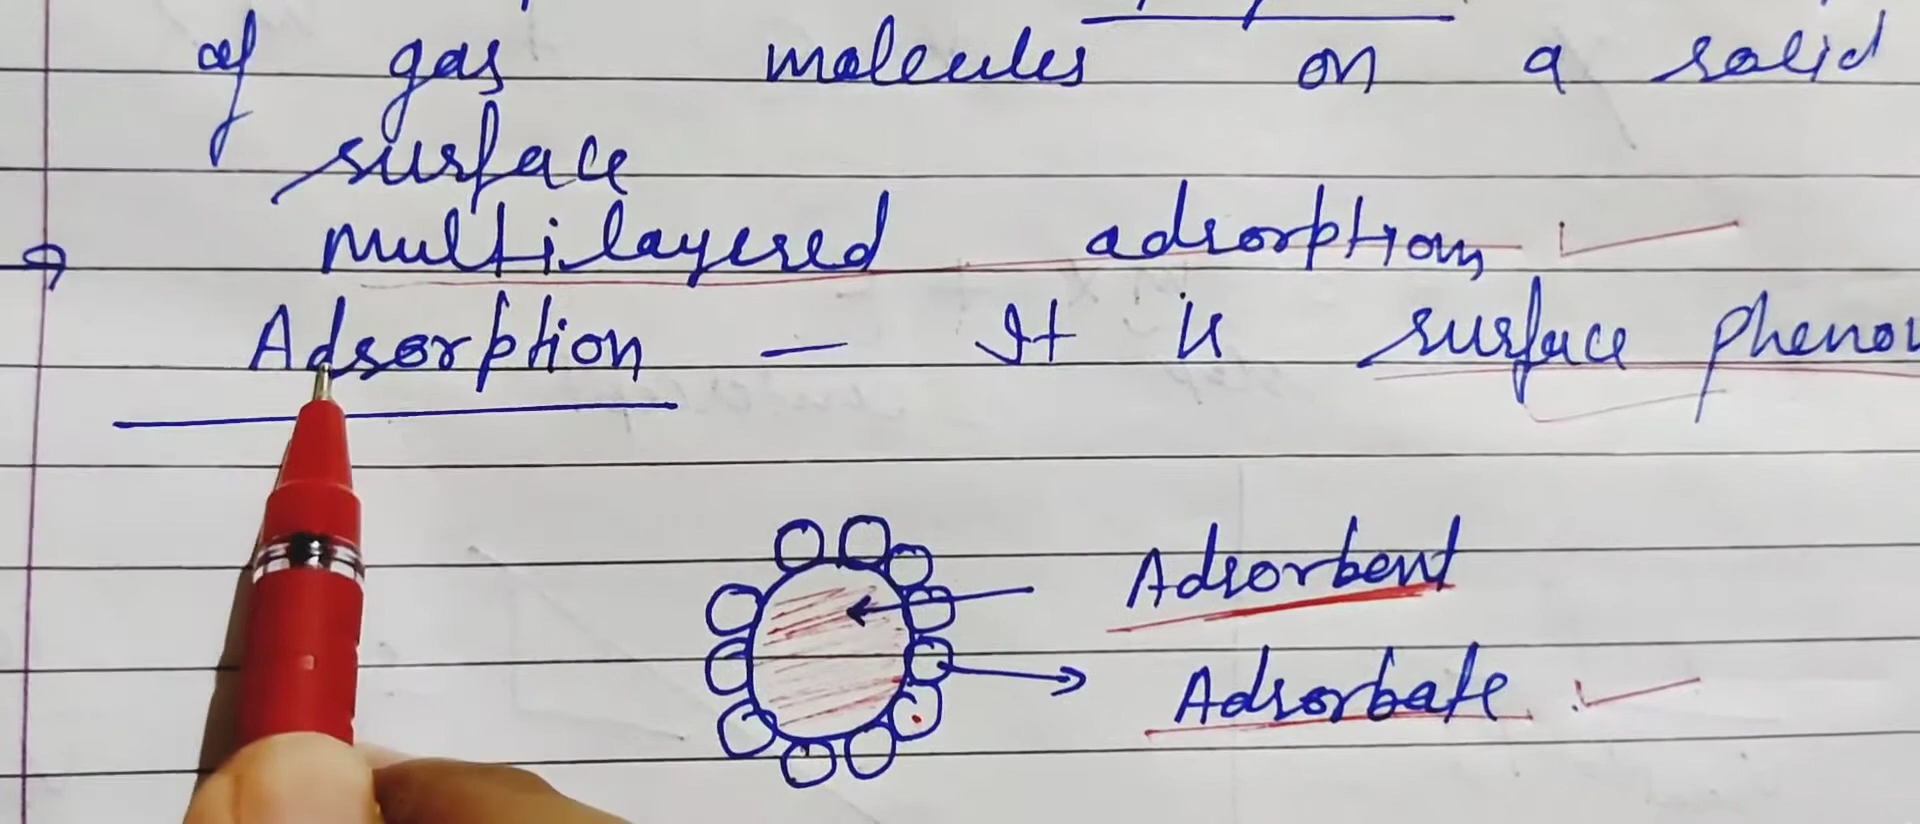 of gas molecules on a solid
surface
multilayered adsorption
Adsorption — It is surface pheno
Adsorbent
Adsorbate